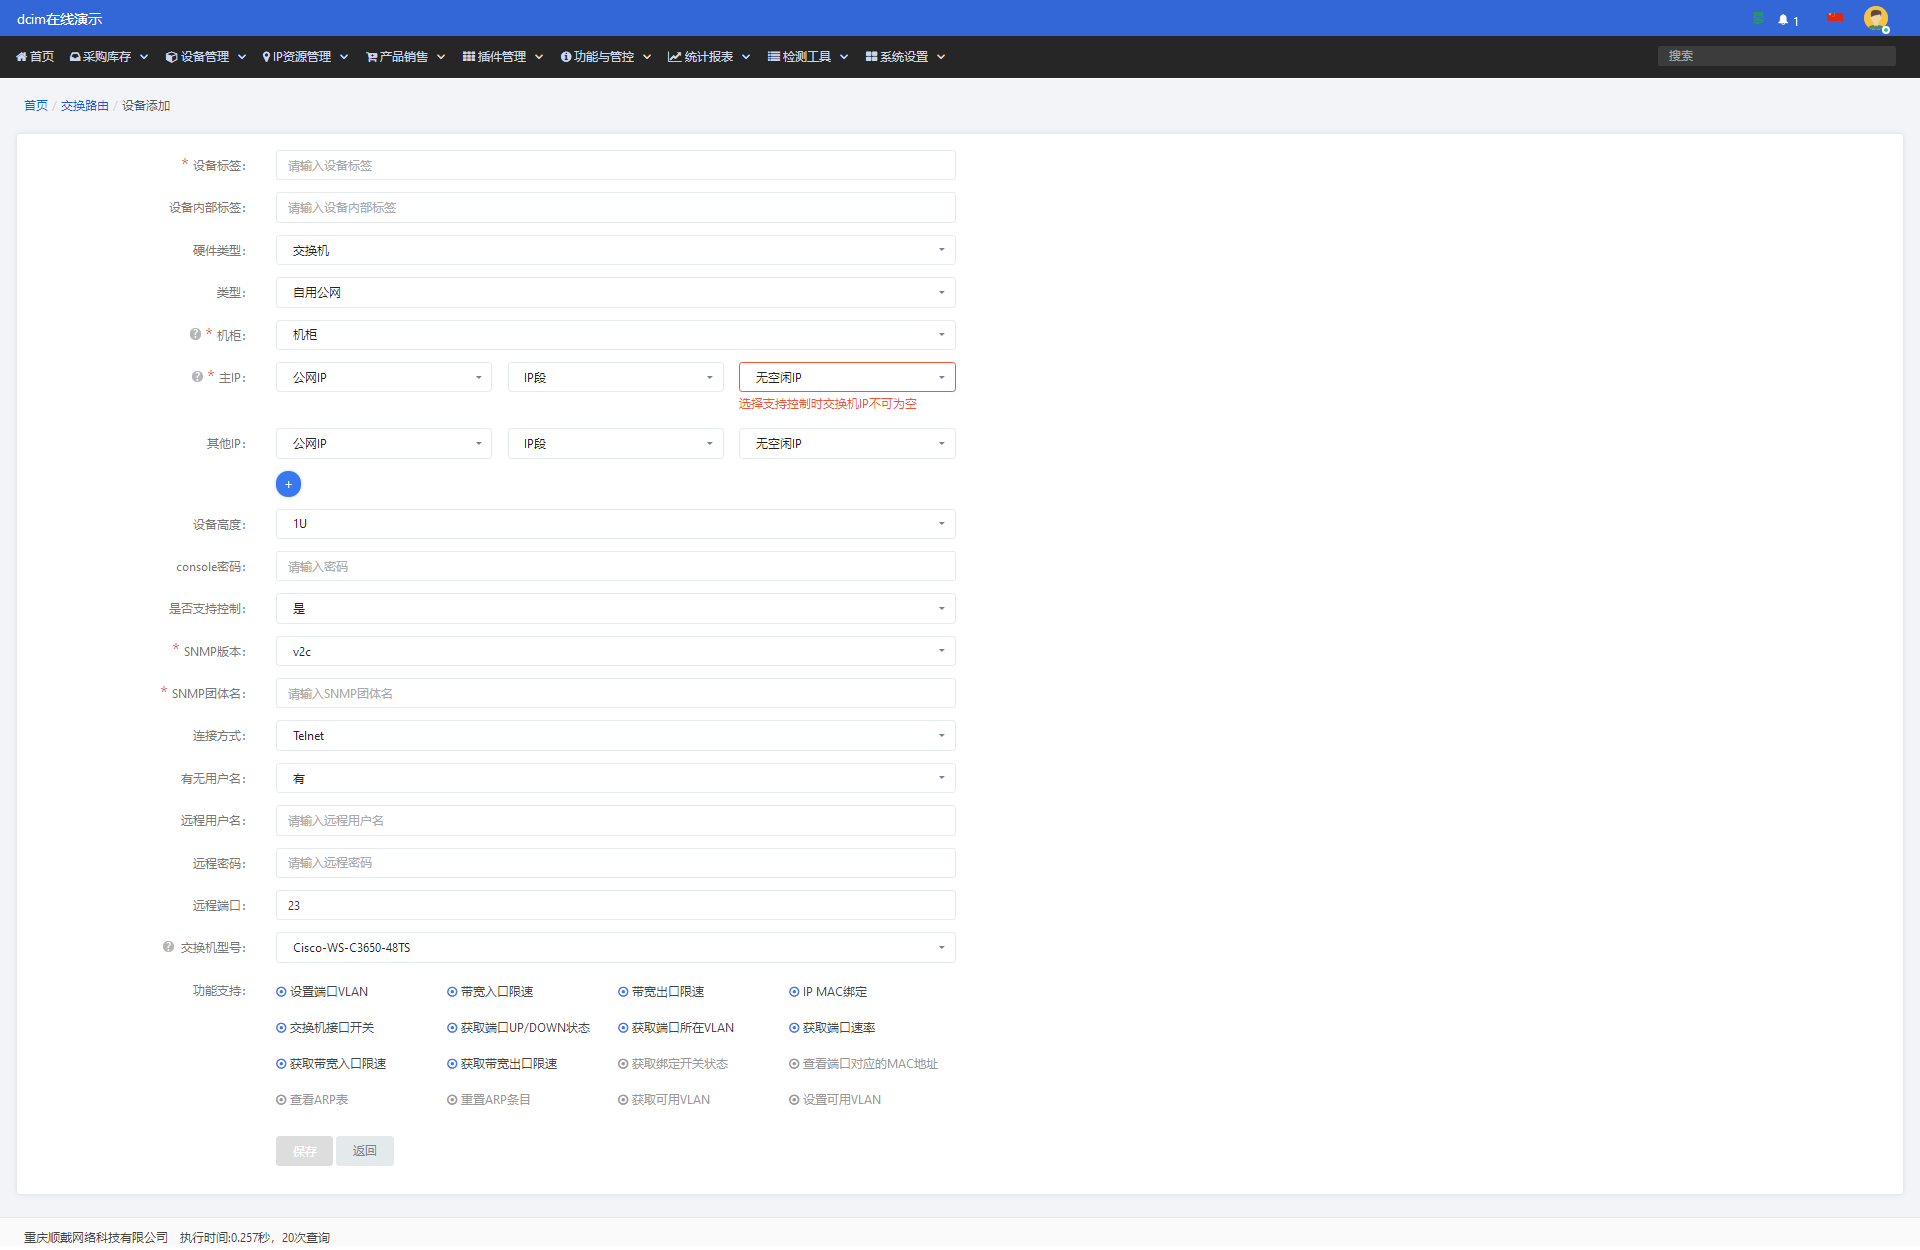 dcim在线演示
1
首页 采购库存 设备管理 IP资源管理 产品销售 插件管理 功能与管控 统计报表 检测工具 系统设置 搜索
首页 / 交换路由 / 设备添加
* 设备标签: 请输入设备标签
设备内部标签: 请输入设备内部标签
硬件类型: 交换机
类型: 自用公网
* 机柜: 机柜
* 主IP: 公网IP IP段 无空闲IP
选择支持控制时交换机IP不可为空
其他IP: 公网IP IP段 无空闲IP
+
设备高度: 1U
console密码: 请输入密码
是否支持控制: 是
* SNMP版本: v2c
* SNMP团体名: 请输入SNMP团体名
连接方式: Telnet
有无用户名: 有
远程用户名: 请输入远程用户名
远程密码: 请输入远程密码
远程端口: 23
交换机型号: Cisco-WS-C3650-48TS
功能支持: 设置端口VLAN 带宽入口限速 带宽出口限速 IP MAC绑定
交换机接口开关 获取端口UP/DOWN状态 获取端口所在VLAN 获取端口速率
获取带宽入口限速 获取带宽出口限速 获取绑定开关状态 查看端口对应的MAC地址
查看ARP表 重置ARP条目 获取可用VLAN 设置可用VLAN
保存 返回
重庆顺戴网络科技有限公司 执行时间:0.257秒，20次查询